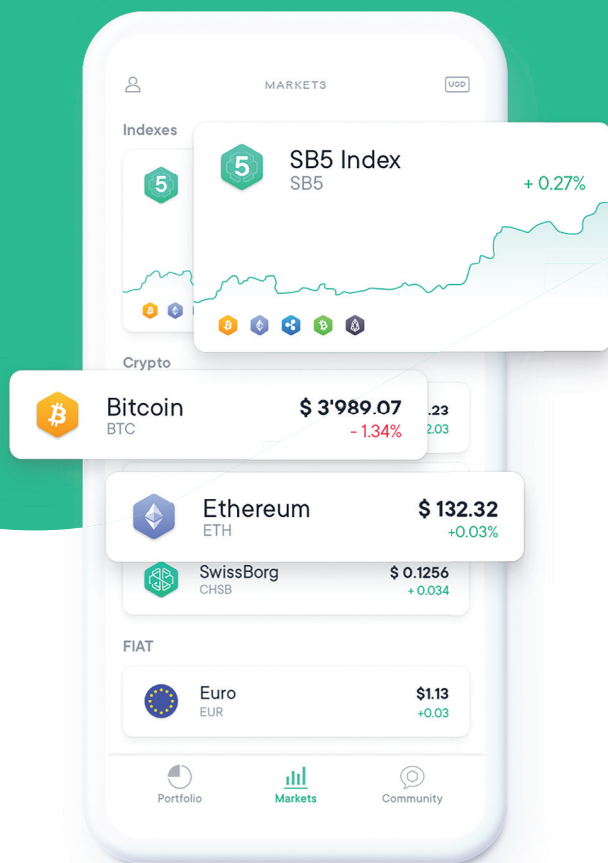 MARKETS
USD
Indexes
5
5
SB5 Index
SB5
+ 0.27%
Crypto
Bitcoin
BTC
$ 3'989.07
- 1.34%
.23
2.03
Ethereum
ETH
$ 132.32
+0.03%
SwissBorg
CHSB
$ 0.1256
+ 0.034
FIAT
Euro
EUR
$1.13
+0.03
Portfolio
Markets
Community